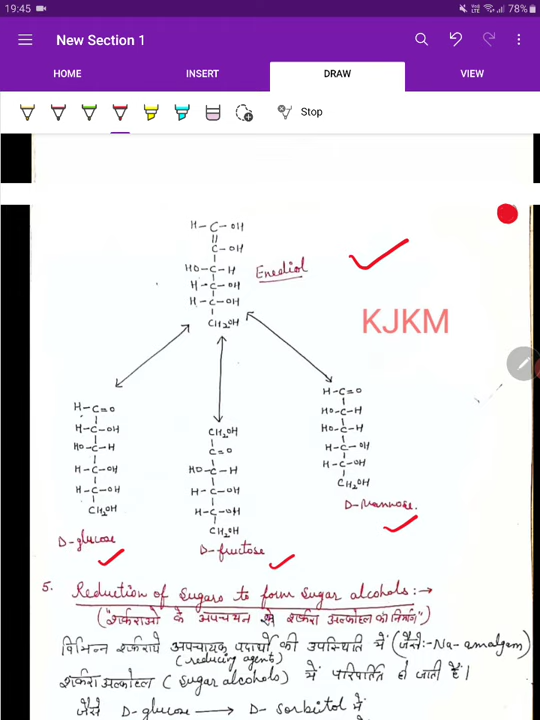 19:45
78%
New Section 1
HOME INSERT DRAW VIEW
Stop
H-C-OH
C-OH
HO-C-H
H-C-OH
H-C-OH
CH2OH
Enediol
KJKM
H-C=O
H-C-OH
HO-C-H
H-C-OH
H-C-OH
CH2OH
D-glucose
CH2OH
C=O
HO-C-H
H-C-OH
H-C-OH
CH2OH
D-fructose
H-C=O
HO-C-H
HO-C-H
H-C-OH
H-C-OH
CH2OH
D-Mannose.
5. Reduction of Sugars to form Sugar alcohols:→
("शर्कराओ के अपचयन से शर्करा अल्कोहल का निर्माण")
विभिन्न शर्करायें अपचायक पदार्थो की उपस्थिति में (जैसे:-Na-amalgam)
(reducing agent)
शर्करा अल्कोहल (Sugar alcohols) में परिवर्तित हो जाती हैं।
जैसे D-glucose → D-Sorbitol में